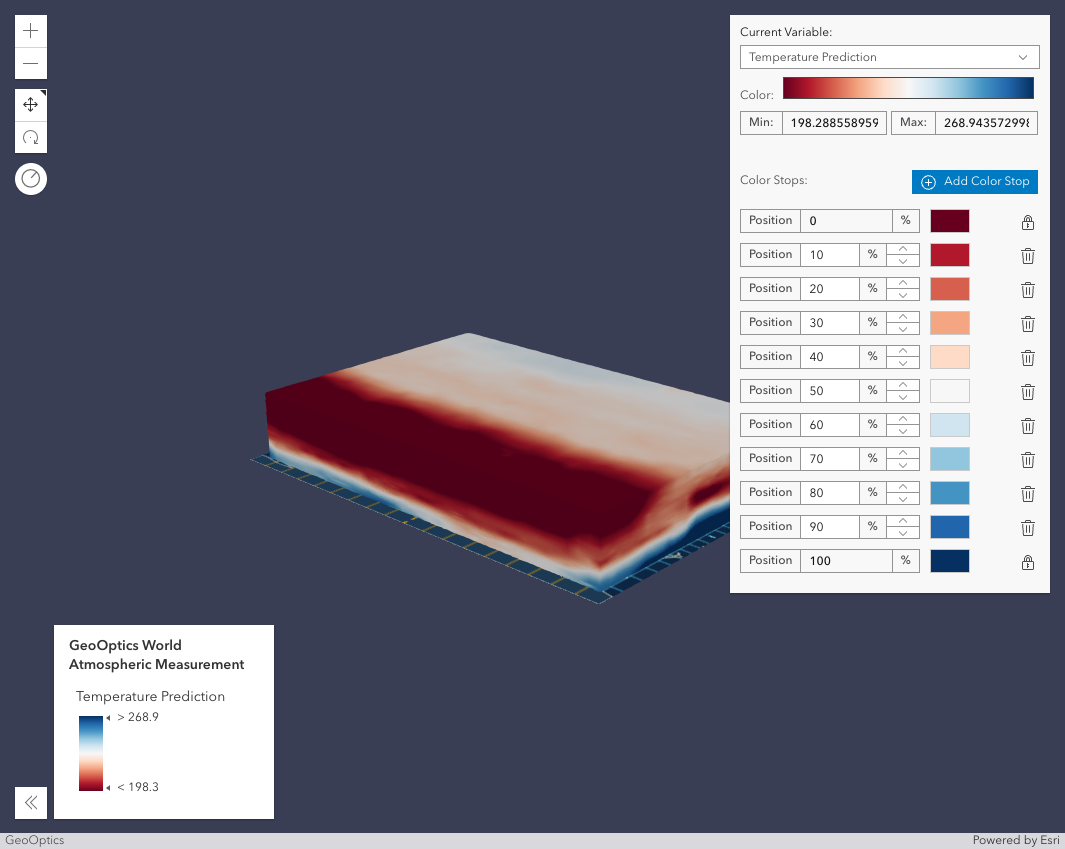 Current Variable:
Temperature Prediction
Color:
Min: 198.288558959 Max: 268.943572998
Color Stops: Add Color Stop
Position 0 %
Position 10 %
Position 20 %
Position 30 %
Position 40 %
Position 50 %
Position 60 %
Position 70 %
Position 80 %
Position 90 %
Position 100 %
GeoOptics World
Atmospheric Measurement
Temperature Prediction
> 268.9
< 198.3
GeoOptics Powered by Esri